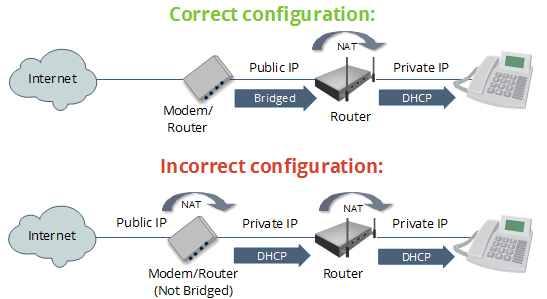 Correct configuration:
NAT
Internet
Public IP
Private IP
Bridged
DHCP
Modem/
Router
Router
Incorrect configuration:
NAT
NAT
Public IP
Private IP
Private IP
Internet
DHCP
DHCP
Modem/Router
(Not Bridged)
Router